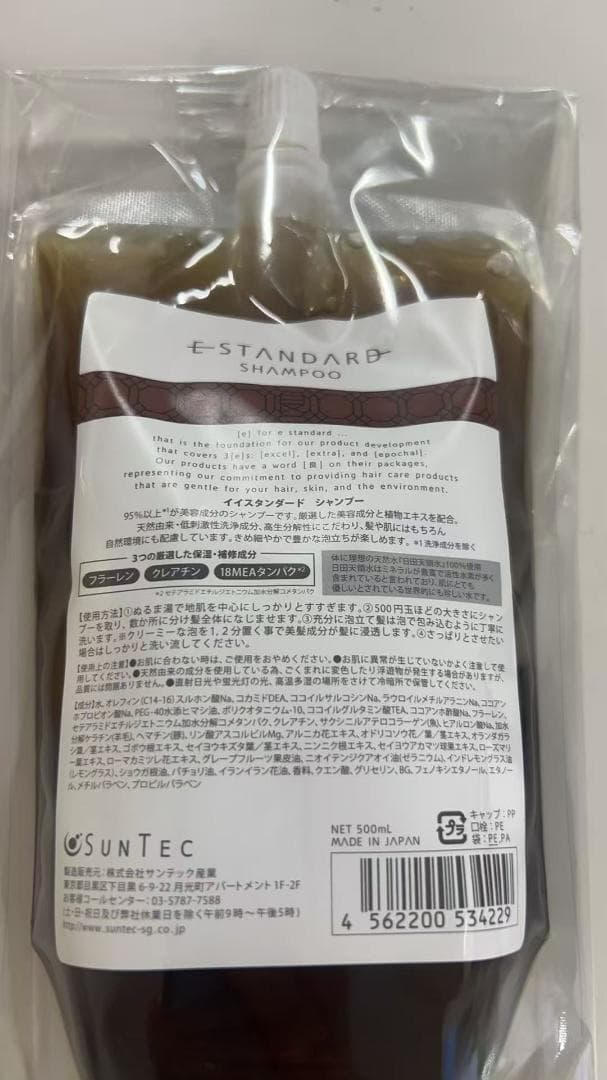 E STANDARD
SHAMPOO
[e] for e standard ...
that is the foundation for our product development
that covers 3[e]s: [excel], [extra], and [epochal].
Our products have a word [良] on their packages,
representing our commitment to providing hair care products
that are gentle for your hair, skin, and the environment.
イイスタンダード シャンプー
95%以上*1が美容成分のシャンプーです。厳選した美容成分と植物エキスを配合。
天然由来・低刺激性洗浄成分、高生分解性にこだわり、髪や肌にはもちろん
自然環境にも配慮しています。きめ細やかで豊かな泡立ちが楽しめます。 *1 洗浄成分を除く
3つの厳選した保湿・補修成分
フラーレン クレアチン 18MEAタンパク*2
*2 セテアラミドエチルジエトニウム加水分解コメタンパク
体に理想の天然水『日田天領水』100%使用
日田天領水はミネラルが豊富で活性水素が多く
含まれていると言われており、肌にとても
優しいとされている世界的にも珍しい水です。
【使用方法】①ぬるま湯で地肌を中心にしっかりとすすぎます。②500円玉ほどの大きさにシャン
プーを取り、数か所に分け髪全体になじませます。③充分に泡立て髪は泡で包み込むように丁寧に
洗います。※クリーミーな泡を1,2分置く事で美髪成分が髪に浸透します。④さっぱりとさせたい
場合はしっかりと洗い流してください。
【使用上の注意】●お肌に合わない時は、ご使用をおやめください。●お肌に異常が生じていないかよく注意して使
用してください。●天然由来の成分を使用している為、ごくまれに変色したり浮遊物が発生する場合がありますが、
品質には問題ありません。●直射日光や蛍光灯の光、高温多湿の場所をさけて冷暗所で保管してください。
【成分】水、オレフィン(C14-16)スルホン酸Na、コカミドDEA、ココイルサルコシンNa、ラウロイルメチルアラニンNa、ココアン
ホプロピオン酸Na、PEG-40水添ヒマシ油、ポリクオタニウム-10、ココイルグルタミン酸TEA、ココアンホ酢酸Na、フラーレン、
セテアラミドエチルジエトニウム加水分解コメタンパク、クレアチン、サクシニルアテロコラーゲン(魚)、ヒアルロン酸Na、加水
分解ケラチン(羊毛)、ヘマチン(豚)、リン酸アスコルビルMg、アルニカ花エキス、オドリコソウ花/葉/茎エキス、オランダガラ
シ葉/茎エキス、ゴボウ根エキス、セイヨウキズタ葉/茎エキス、ニンニク根エキス、セイヨウアカマツ球果エキス、ローズマリ
ー葉エキス、ローマカミツレ花エキス、グレープフルーツ果皮油、ニオイテンジクアオイ油(ゼラニウム)、インドレモングラス油
(レモングラス)、ショウガ根油、パチョリ油、イランイラン花油、香料、クエン酸、グリセリン、BG、フェノキシエタノール、エタノー
ル、メチルパラベン、プロピルパラベン
SUNTEC
NET 500mL
MADE IN JAPAN
プラ
キャップ:PP
口栓:PE
袋:PE,PA
製造販売元:株式会社サンテック産業
東京都目黒区下目黒 6-9-22 月光町アパートメント1F-2F
お客様コールセンター:03-5787-7588
(土・日・祝日及び弊社休業日を除く午前9時〜午後5時)
http://www.suntec-sg.co.jp
4 562200 534229